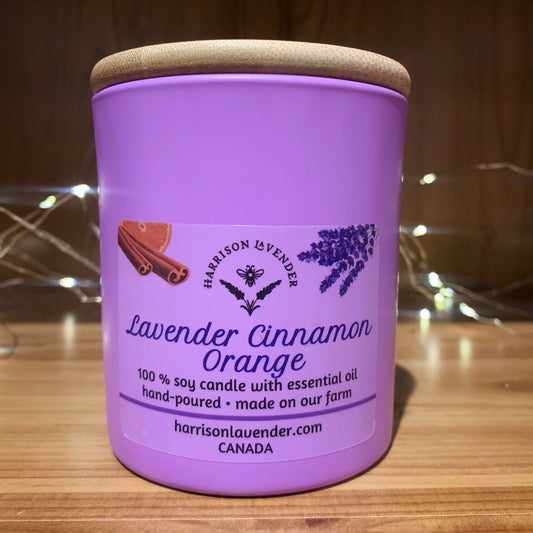 HARRISON LAVENDER
Lavender Cinnamon
Orange
100 % soy candle with essential oil
hand-poured • made on our farm
harrisonlavender.com
CANADA